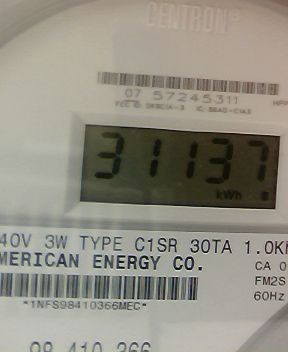 CENTRON®
07 57245311
31137
kWh
40V 3W TYPE C1SR 30TA 1.0K
MERICAN ENERGY CO.
CA 0
FM2S
60Hz
*1NFS98410366MEC*
98 410 366